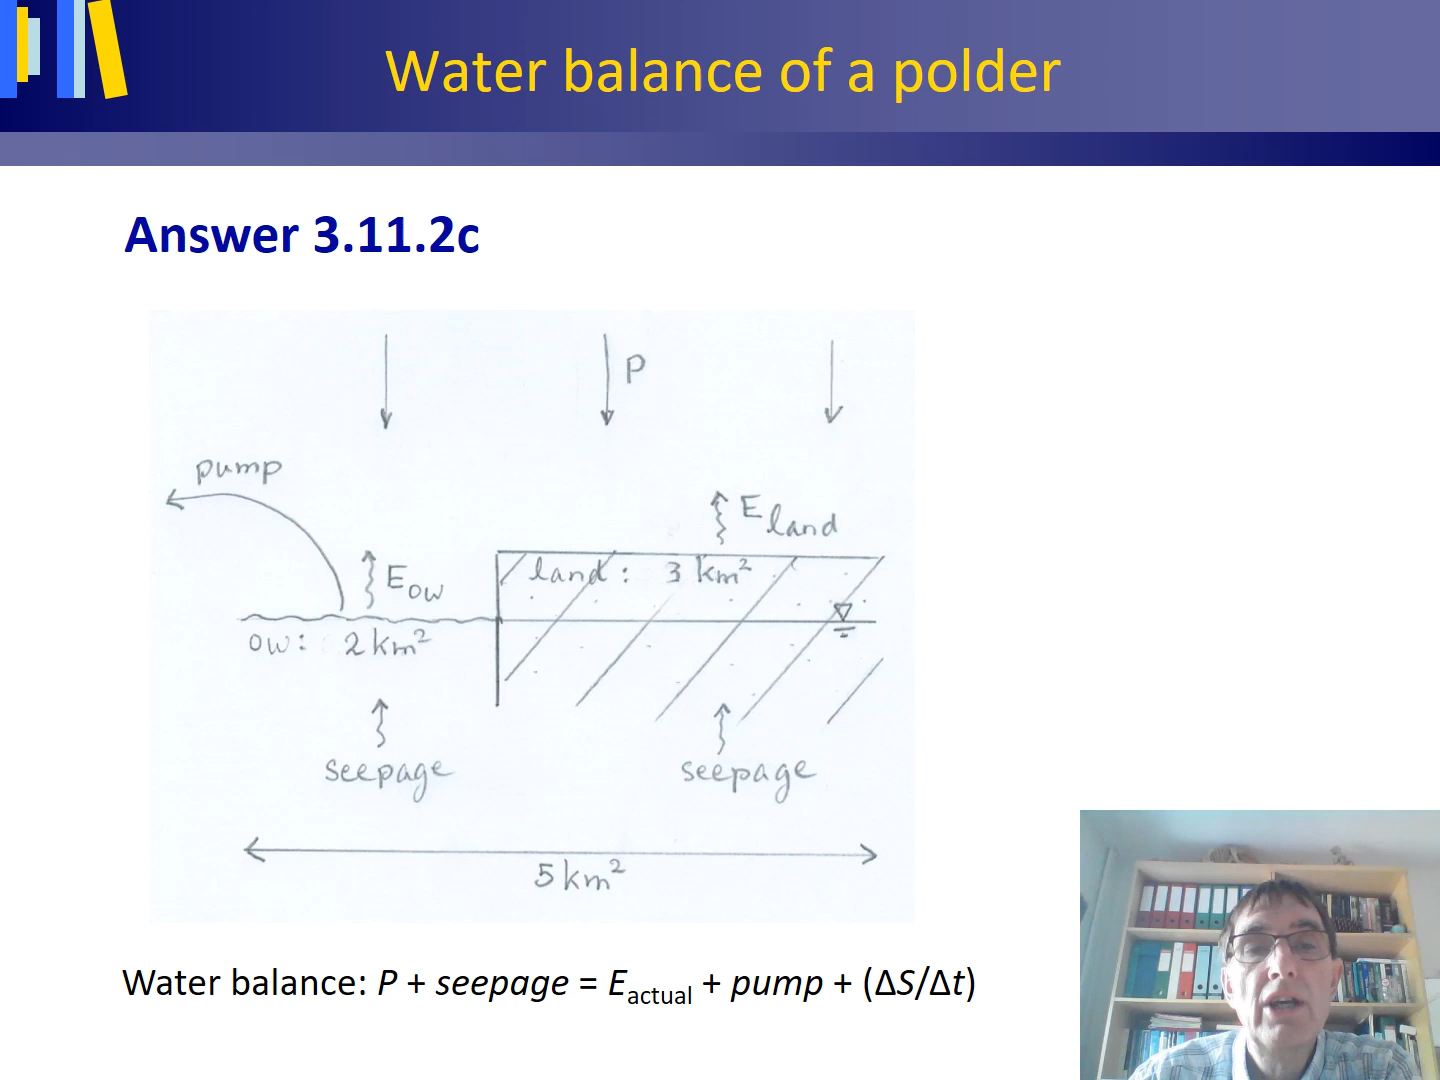 Water balance of a polder
Answer 3.11.2c
P
pump
E land
E ow
land: 3 km²
ow: 2 km²
seepage
seepage
5 km²
Water balance: P + seepage = Eactual + pump + (ΔS/Δt)